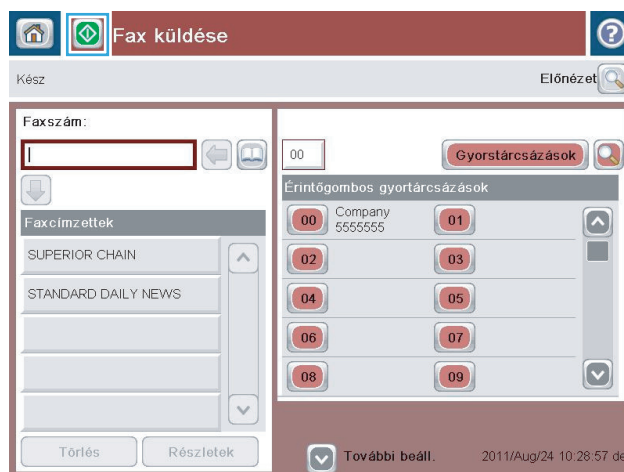 Fax küldése
Kész
Előnézet
Faxszám:
00
Gyorstárcsázások
Érintőgombos gyortárcsázások
Faxcímzettek
SUPERIOR CHAIN
STANDARD DAILY NEWS
00 Company 5555555 01
02 03
04 05
06 07
08 09
Törlés Részletek
További beáll.
2011/Aug/24 10:28:57 de